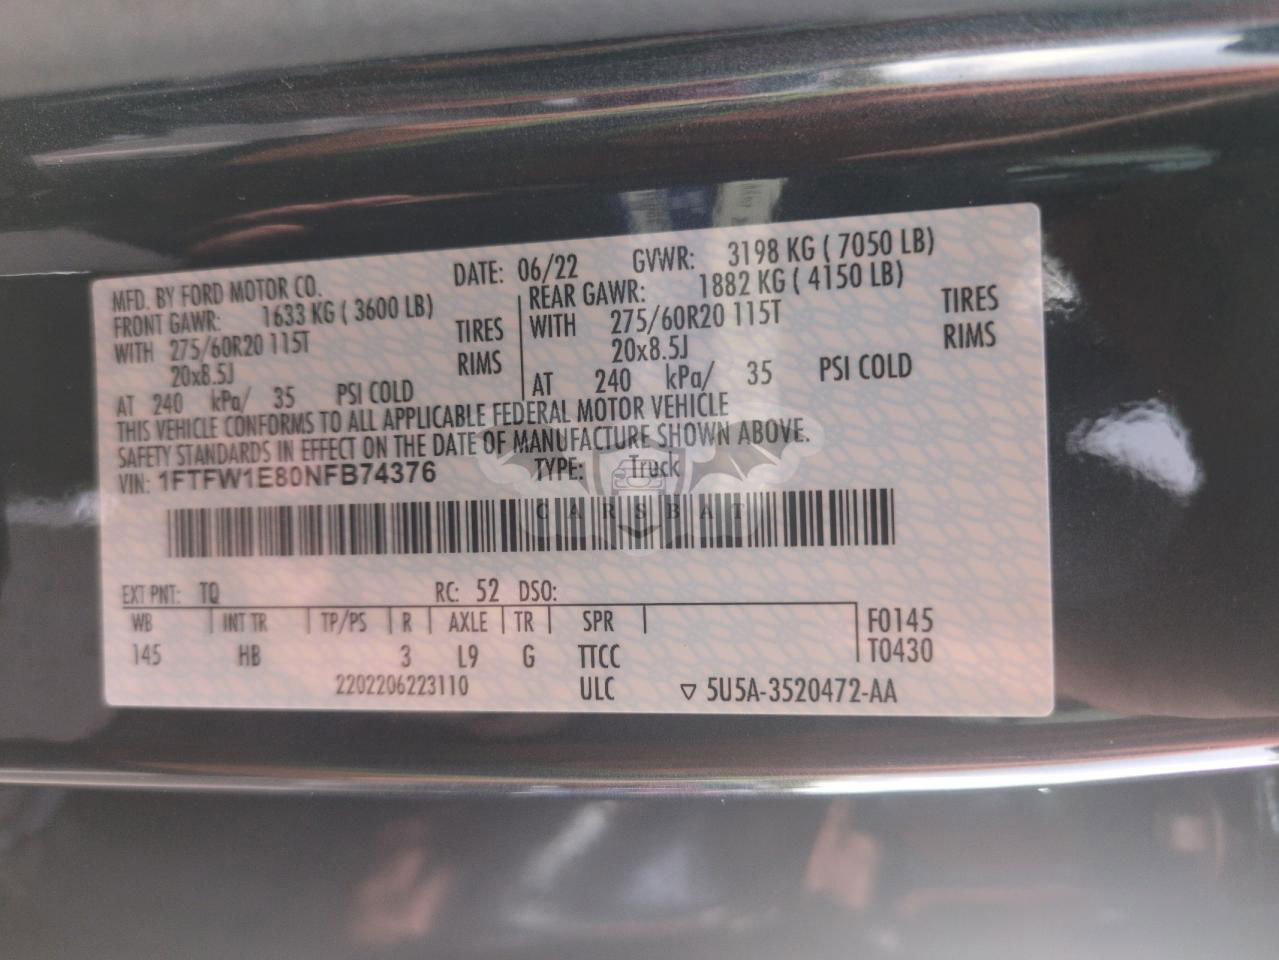 MFD. BY FORD MOTOR CO. DATE: 06/22 GVWR: 3198 KG ( 7050 LB)
FRONT GAWR: 1633 KG ( 3600 LB) REAR GAWR: 1882 KG ( 4150 LB)
WITH 275/60R20 115T TIRES WITH 275/60R20 115T TIRES
20x8.5J RIMS 20x8.5J RIMS
AT 240 kPa/ 35 PSI COLD AT 240 kPa/ 35 PSI COLD
THIS VEHICLE CONFORMS TO ALL APPLICABLE FEDERAL MOTOR VEHICLE
SAFETY STANDARDS IN EFFECT ON THE DATE OF MANUFACTURE SHOWN ABOVE.
VIN: 1FTFW1E80NFB74376 TYPE: Truck
CARSBAT
EXT PNT: TQ RC: 52 DSO:
WB INT TR TP/PS R AXLE TR SPR F0145
145 HB 3 L9 G TTCC T0430
2202206223110 ULC ▽ 5U5A-3520472-AA